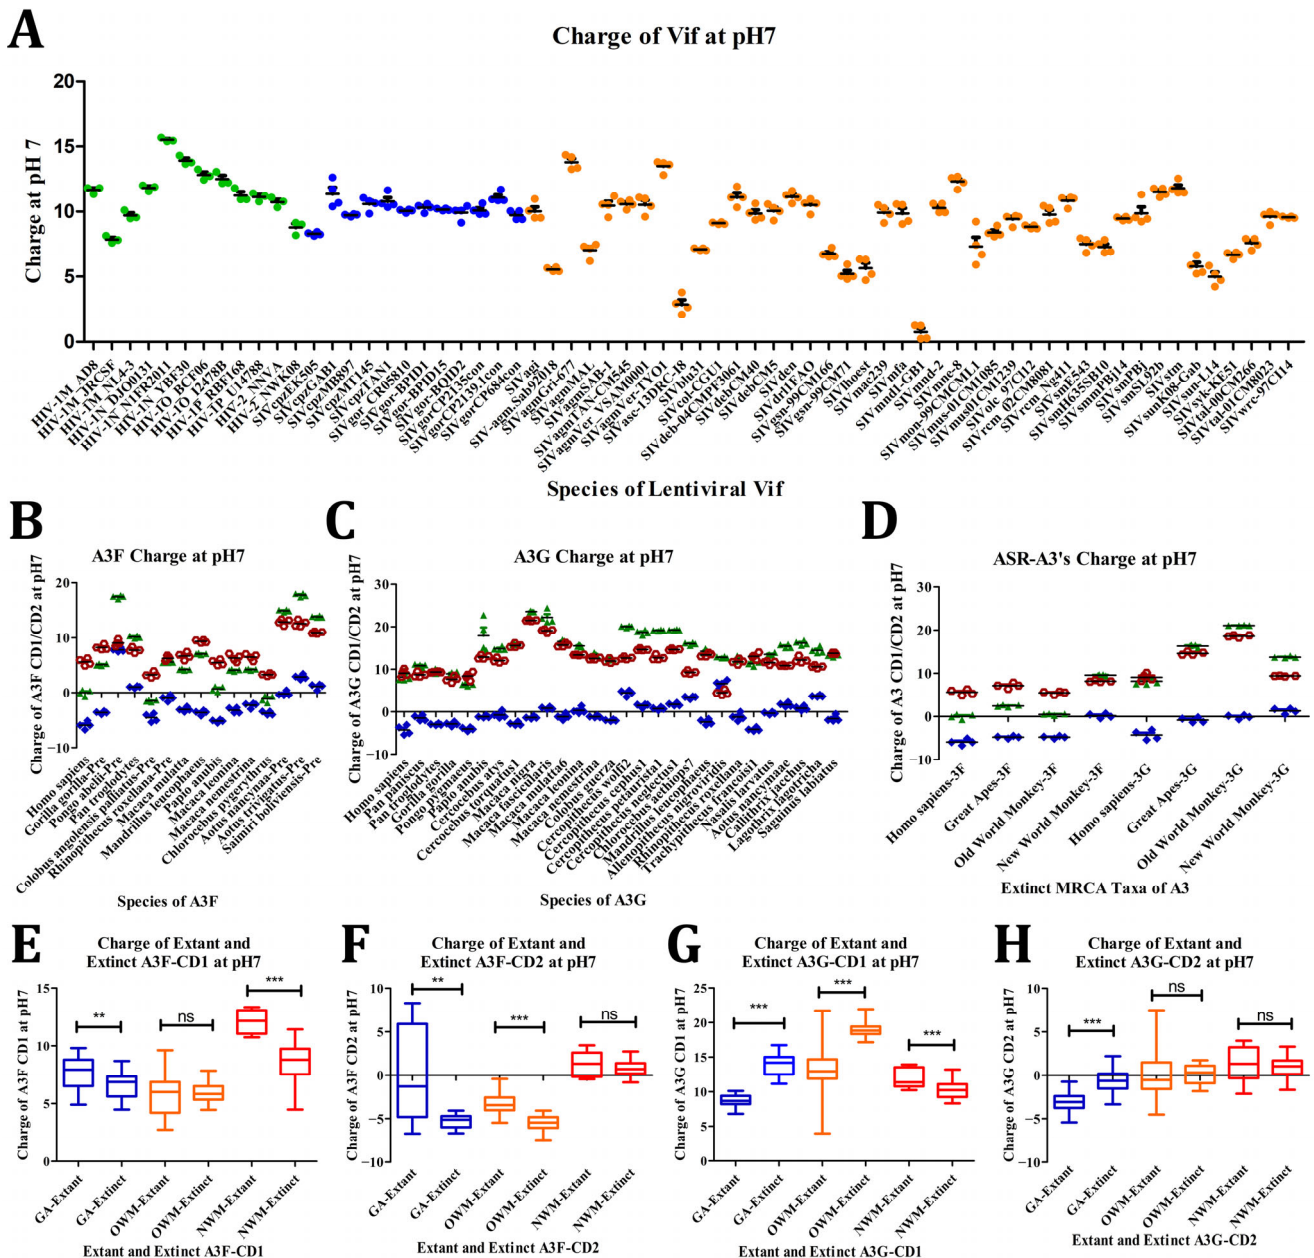 A
Charge of Vif at pH7
Charge at pH 7
20
15
10
5
0
HIV-1M_AD8
HIV-1M_JRCSF
HIV-1M_NL4-3
HIV-1N_DJO0131
HIV-1N_N1FR2011
HIV-1N_YBF30
HIV-1O_BCF06
HIV-1O_I_2478B
HIV-1P_RBF168
HIV-1P_U14788
HIV-2_7_NNVA
HIV-2_NWK08
SIVcpzEK505
SIVcpzGAB1
SIVcpzMB897
SIVcpzMT145
SIVcpzTAN1
SIVgor_CR05810
SIVgor-BPID1
SIVgor-BPID15
SIVgor-BQID2
SIVgorCP2135con
SIVgorCP2139_con
SIVgorCP684con
SIVagi
SIV-agm-Sab92018
SIVagmGri-677
SIVagmMAL
SIVagmSAB-1
SIVagmTAN-CM545
SIVagmVer_VSAM0001
SIVagmVer-TYO1
SIVasc-13DRC-18
SIVbab31
SIVcol-CGU1
SIVdeb-04CMPF3061
SIVdebCM40
SIVdebCM5
SIVden
SIVdrlFAO
SIVgsn-99CM166
SIVgsn_99CM71
SIVlhoest
SIVmac239
SIVmfa
SIVmnd-GB1
SIVmnd-2
SIVmne-8
SIVmon-99CMCML1
SIVmus-01CM1085
SIVmus01CM1239
SIVolc-97CI12
SIVrcm_02CM8081
SIVrcm_Ng411
SIVsmE543
SIVsmH635FNP
SIVsmmPBj14
SIVsmmPBj
SIVsmSL92b
SIVstm
SIVsunK08-Gab
SIVsun-L14
SIVsyk-KE51
SIVtal-00CM266
SIVtal-01CM8023
SIVwrc-97CI14
Species of Lentiviral Vif
B
A3F Charge at pH7
Charge of A3F CD1/CD2 at pH7
20
10
0
−10
Homo sapiens
Gorilla gorilla-Pre
Pongo abelii-Pre
Pan troglodytes
Colobus angolensis palliatus-Pre
Rhinopithecus roxellana-Pre
Macaca mulatta
Mandrillus leucophaeus
Papio anubis
Macaca leonina
Macaca nemestrina
Chlorocebus pygerythrus
Aotus nancymaa-Pre
Aotus trivirgatus-Pre
Saimiri boliviensis-Pre
Species of A3F
C
A3G Charge at pH7
Charge of A3G CD1/CD2 at pH7
30
20
10
0
−10
Homo sapiens
Pan paniscus
Pan troglodytes
Gorilla gorilla
Pongo pygmaeus
Papio anubis
Cercocebus atys
Cercocebus torquatus1
Macaca nigra
Macaca fascicularis
Macaca mulatta6
Macaca leonina
Macaca nemestrina
Colobus guereza
Cercopithecus wolfi2
Cercopithecus cephus1
Cercopithecus petaurista1
Cercopithecus neglectus1
Chlorocebus aethiops7
Mandrillus leucophaeus
Allenopithecus nigroviridis
Rhinopithecus roxellana
Trachypithecus francoisi1
Nasalis larvatus
Aotus nancymaae
Callithrix jacchus
Lagothrix lagotricha
Saguinus labiatus
Species of A3G
D
ASR-A3's Charge at pH7
Charge of A3 CD1/CD2 at pH7
30
20
10
0
−10
Homo sapiens-3F
Great Apes-3F
Old World Monkey-3F
New World Monkey-3F
Homo sapiens-3G
Great Apes-3G
Old World Monkey-3G
New World Monkey-3G
Extinct MRCA Taxa of A3
E
Charge of Extant and
Extinct A3F-CD1 at pH7
Charge of A3F CD1 at pH7
15
10
5
0
**
ns
***
GA-Extant
GA-Extinct
OWM-Extant
OWM-Extinct
NWM-Extant
NWM-Extinct
Extant and Extinct A3F-CD1
F
Charge of Extant and
Extinct A3F-CD2 at pH7
Charge of A3F CD2 at pH7
10
5
0
−5
−10
**
***
ns
GA-Extant
GA-Extinct
OWM-Extant
OWM-Extinct
NWM-Extant
NWM-Extinct
Extant and Extinct A3F-CD2
G
Charge of Extant and
Extinct A3G-CD1 at pH7
Charge of A3G CD1 at pH7
25
20
15
10
5
0
***
***
***
GA-Extant
GA-Extinct
OWM-Extant
OWM-Extinct
NWM-Extant
NWM-Extinct
Extant and Extinct A3G-CD1
H
Charge of Extant and
Extinct A3G-CD2 at pH7
Charge of A3G CD2 at pH7
10
5
0
−5
−10
***
ns
ns
GA-Extant
GA-Extinct
OWM-Extant
OWM-Extinct
NWM-Extant
NWM-Extinct
Extant and Extinct A3G-CD2